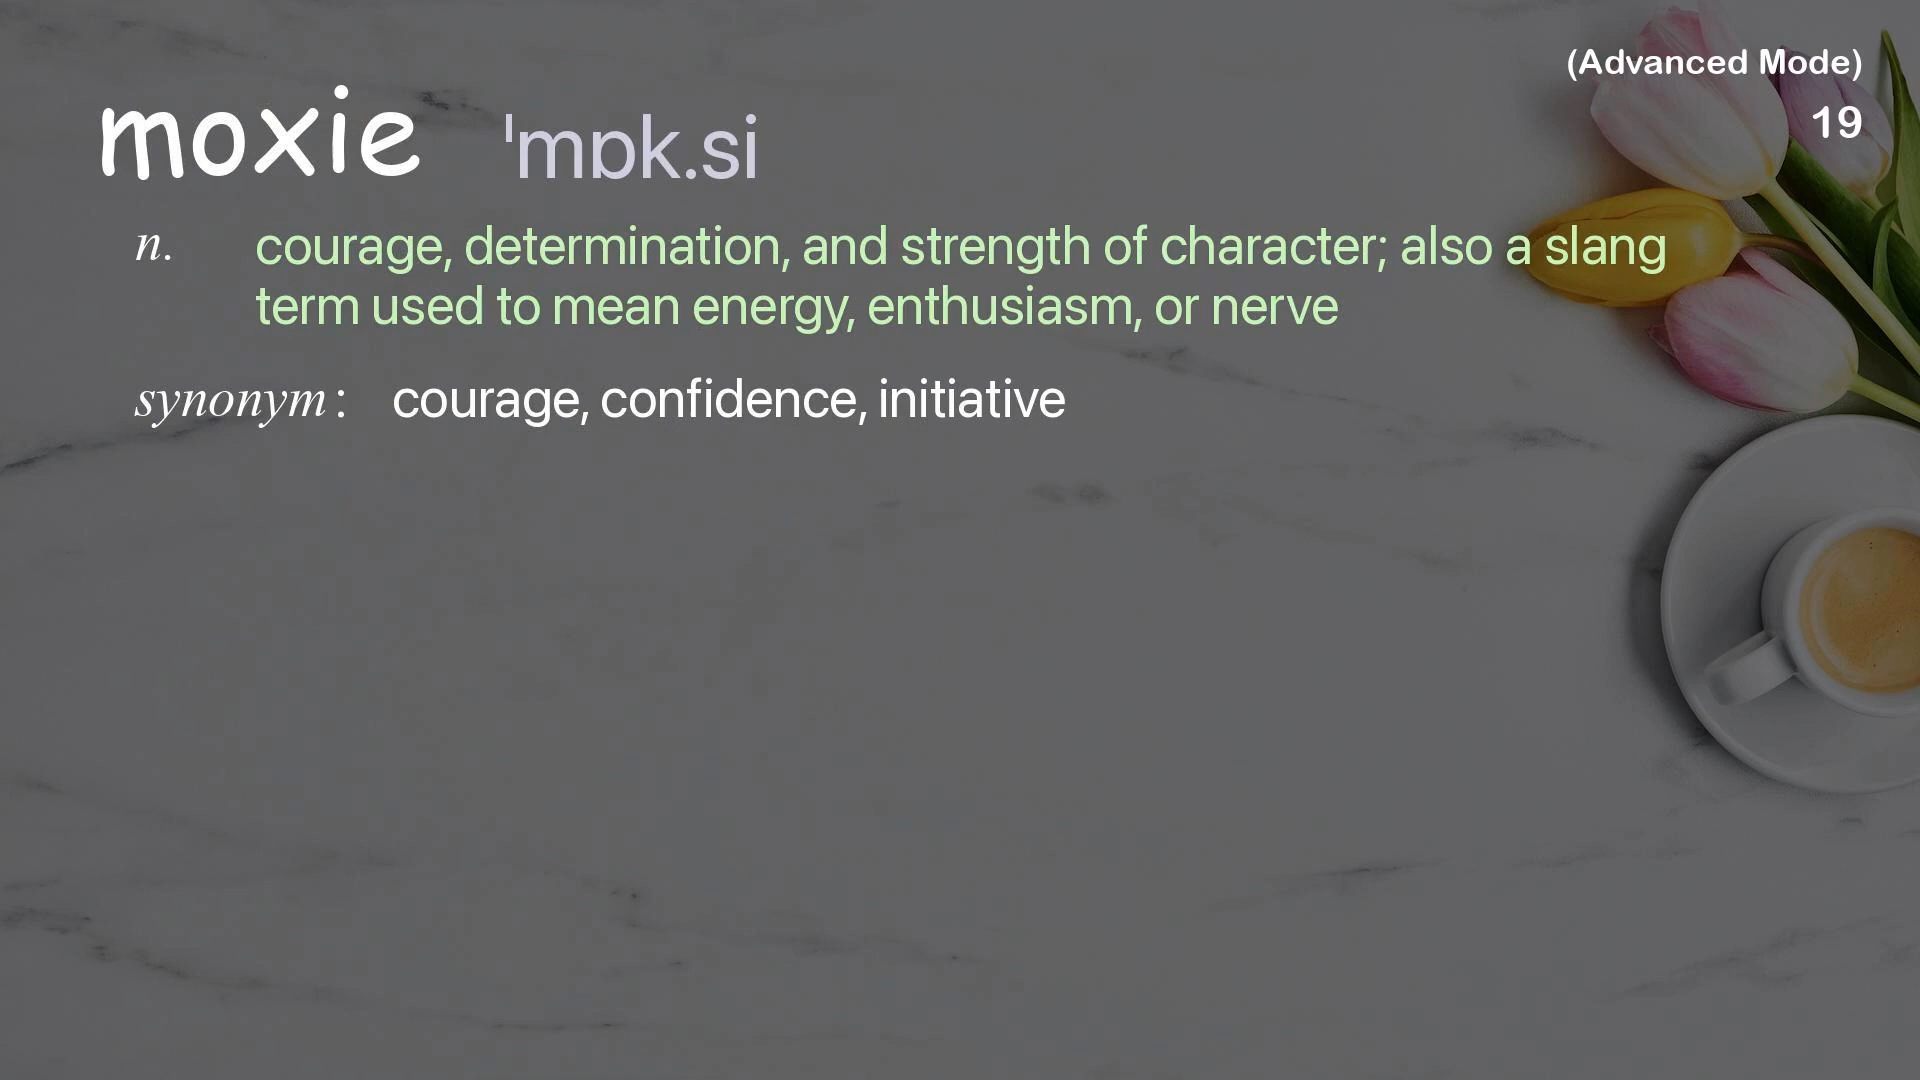 (Advanced Mode)
19
moxie ˈmɒk.si
n. courage, determination, and strength of character; also a slang
term used to mean energy, enthusiasm, or nerve
synonym: courage, confidence, initiative